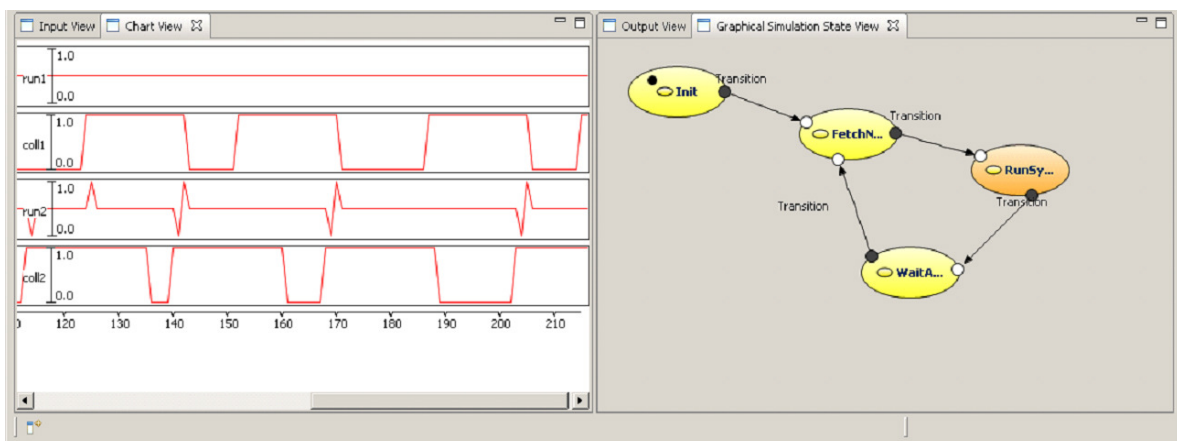 Input View Chart View
1.0
run1
0.0
1.0
coll1
0.0
1.0
run2
0.0
1.0
coll2
0.0
120 130 140 150 160 170 180 190 200 210
Output View Graphical Simulation State View
Init
Transition
FetchN...
Transition
RunSy...
Transition
Transition
WaitA...